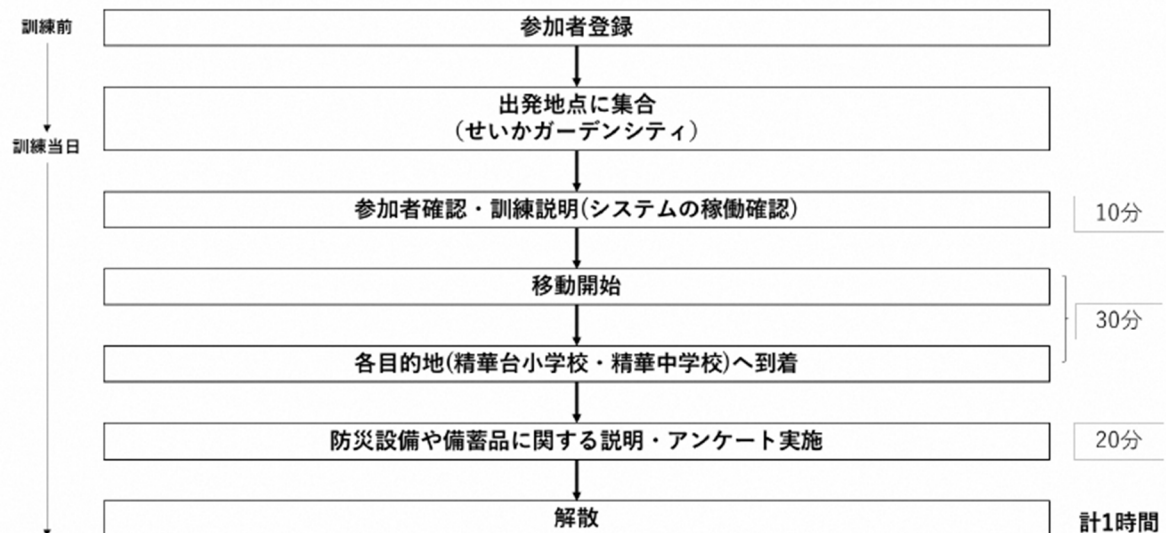 訓練前
参加者登録
出発地点に集合
（せいかガーデンシティ）
訓練当日
参加者確認・訓練説明(システムの稼働確認)
10分
移動開始
30分
各目的地(精華台小学校・精華中学校)へ到着
防災設備や備蓄品に関する説明・アンケート実施
20分
解散
計1時間